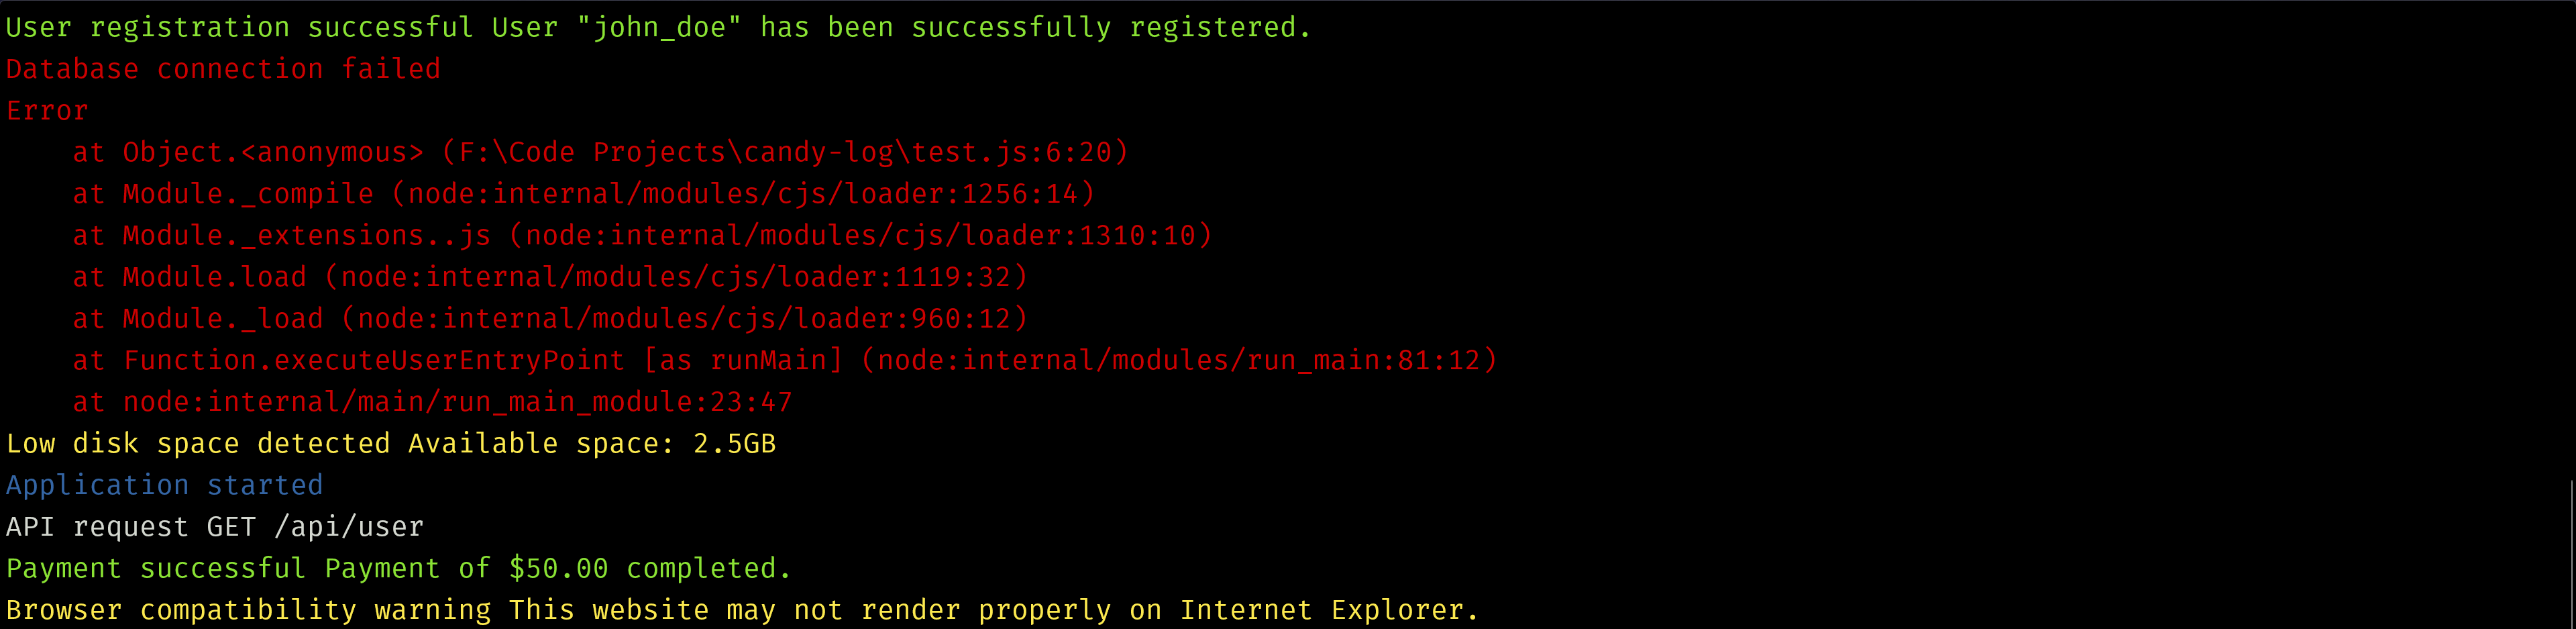 User registration successful User "john_doe" has been successfully registered.
Database connection failed
Error
    at Object.<anonymous> (F:\Code Projects\candy-log\test.js:6:20)
    at Module._compile (node:internal/modules/cjs/loader:1256:14)
    at Module._extensions..js (node:internal/modules/cjs/loader:1310:10)
    at Module.load (node:internal/modules/cjs/loader:1119:32)
    at Module._load (node:internal/modules/cjs/loader:960:12)
    at Function.executeUserEntryPoint [as runMain] (node:internal/modules/run_main:81:12)
    at node:internal/main/run_main_module:23:47
Low disk space detected Available space: 2.5GB
Application started
API request GET /api/user
Payment successful Payment of $50.00 completed.
Browser compatibility warning This website may not render properly on Internet Explorer.